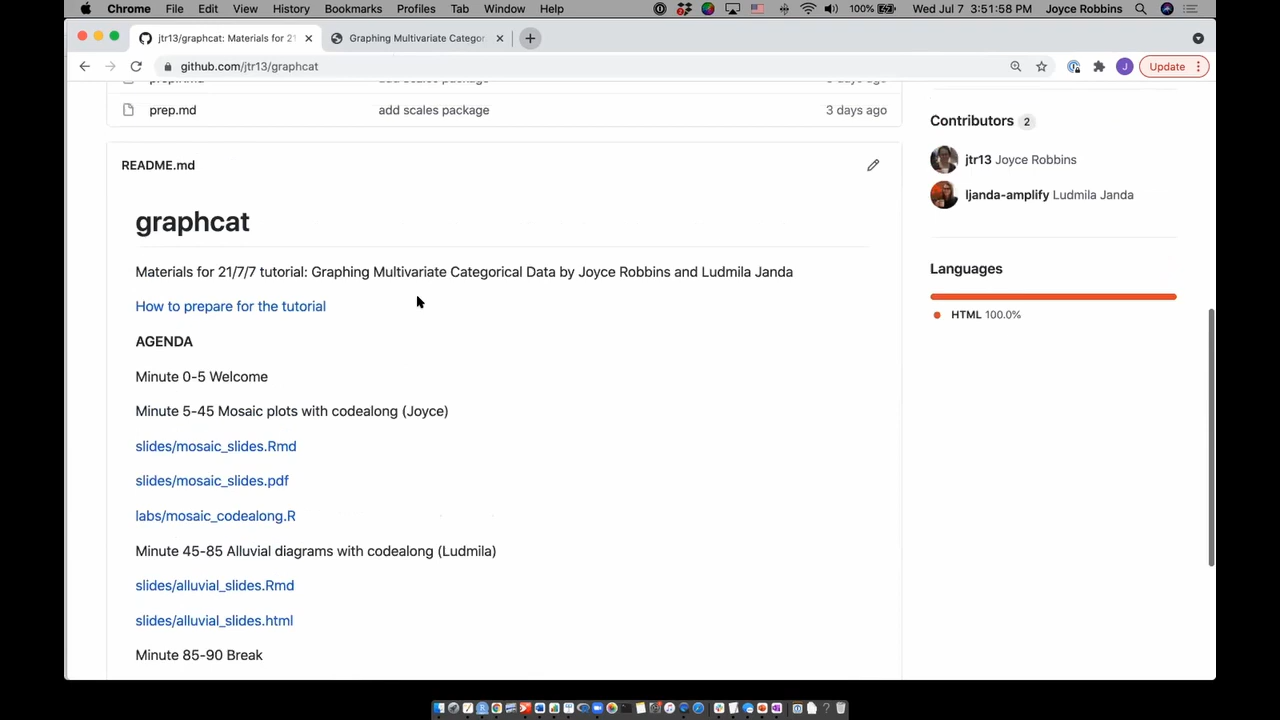 Chrome File Edit View History Bookmarks Profiles Tab Window Help 100% Wed Jul 7 3:51:58 PM Joyce Robbins
jtr13/graphcat: Materials for 21 Graphing Multivariate Categor
github.com/jtr13/graphcat J Update
add scales package
prep.md add scales package 3 days ago
README.md
graphcat
Materials for 21/7/7 tutorial: Graphing Multivariate Categorical Data by Joyce Robbins and Ludmila Janda
How to prepare for the tutorial
AGENDA
Minute 0-5 Welcome
Minute 5-45 Mosaic plots with codealong (Joyce)
slides/mosaic_slides.Rmd
slides/mosaic_slides.pdf
labs/mosaic_codealong.R
Minute 45-85 Alluvial diagrams with codealong (Ludmila)
slides/alluvial_slides.Rmd
slides/alluvial_slides.html
Minute 85-90 Break
Contributors 2
jtr13 Joyce Robbins
ljanda-amplify Ludmila Janda
Languages
HTML 100.0%